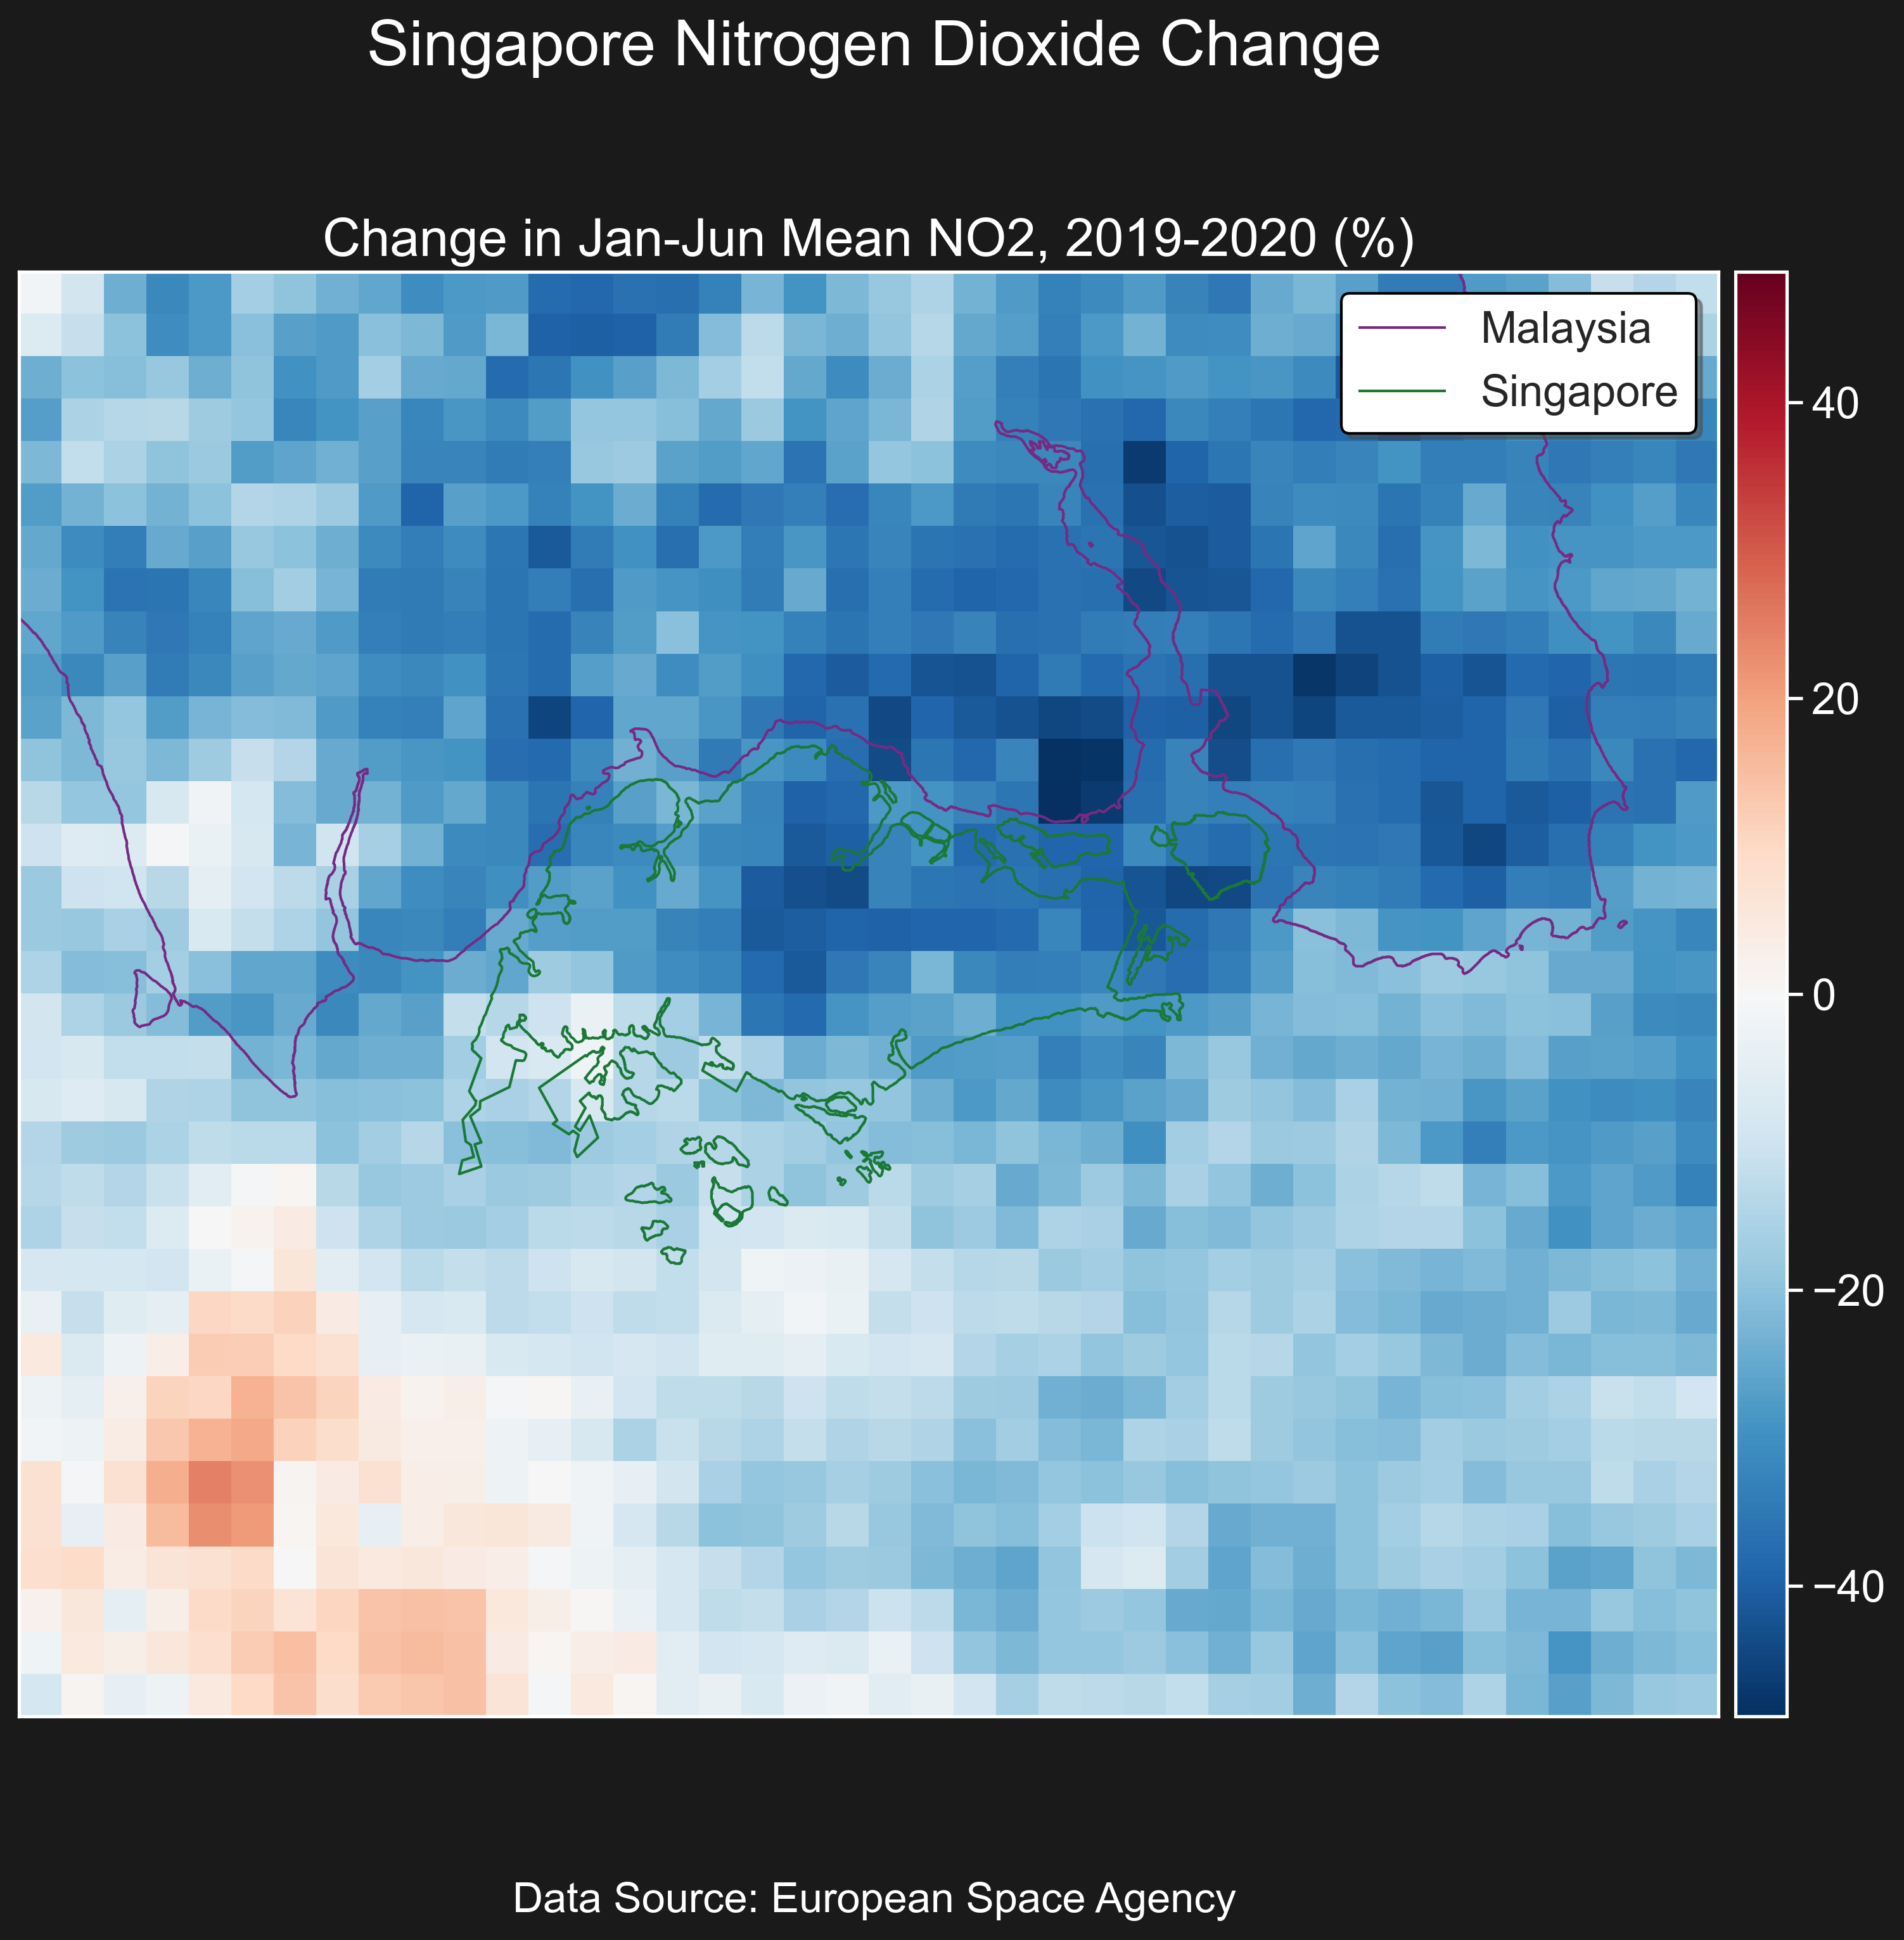 Singapore Nitrogen Dioxide Change
Change in Jan-Jun Mean NO2, 2019-2020 (%)
Malaysia
Singapore
40
20
0
−20
−40
Data Source: European Space Agency